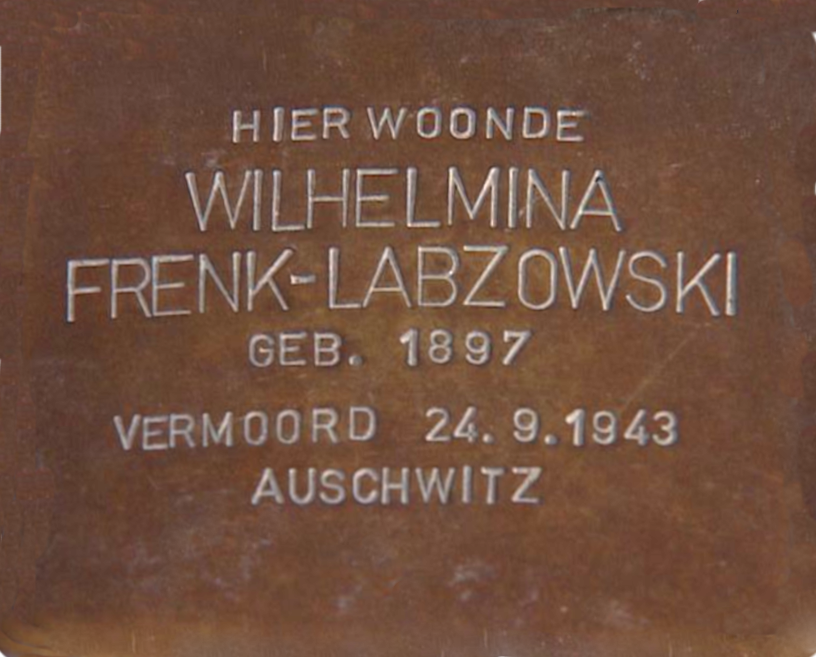 HIER WOONDE
WILHELMINA
FRENK-LABZOWSKI
GEB. 1897
VERMOORD 24.9.1943
AUSCHWITZ